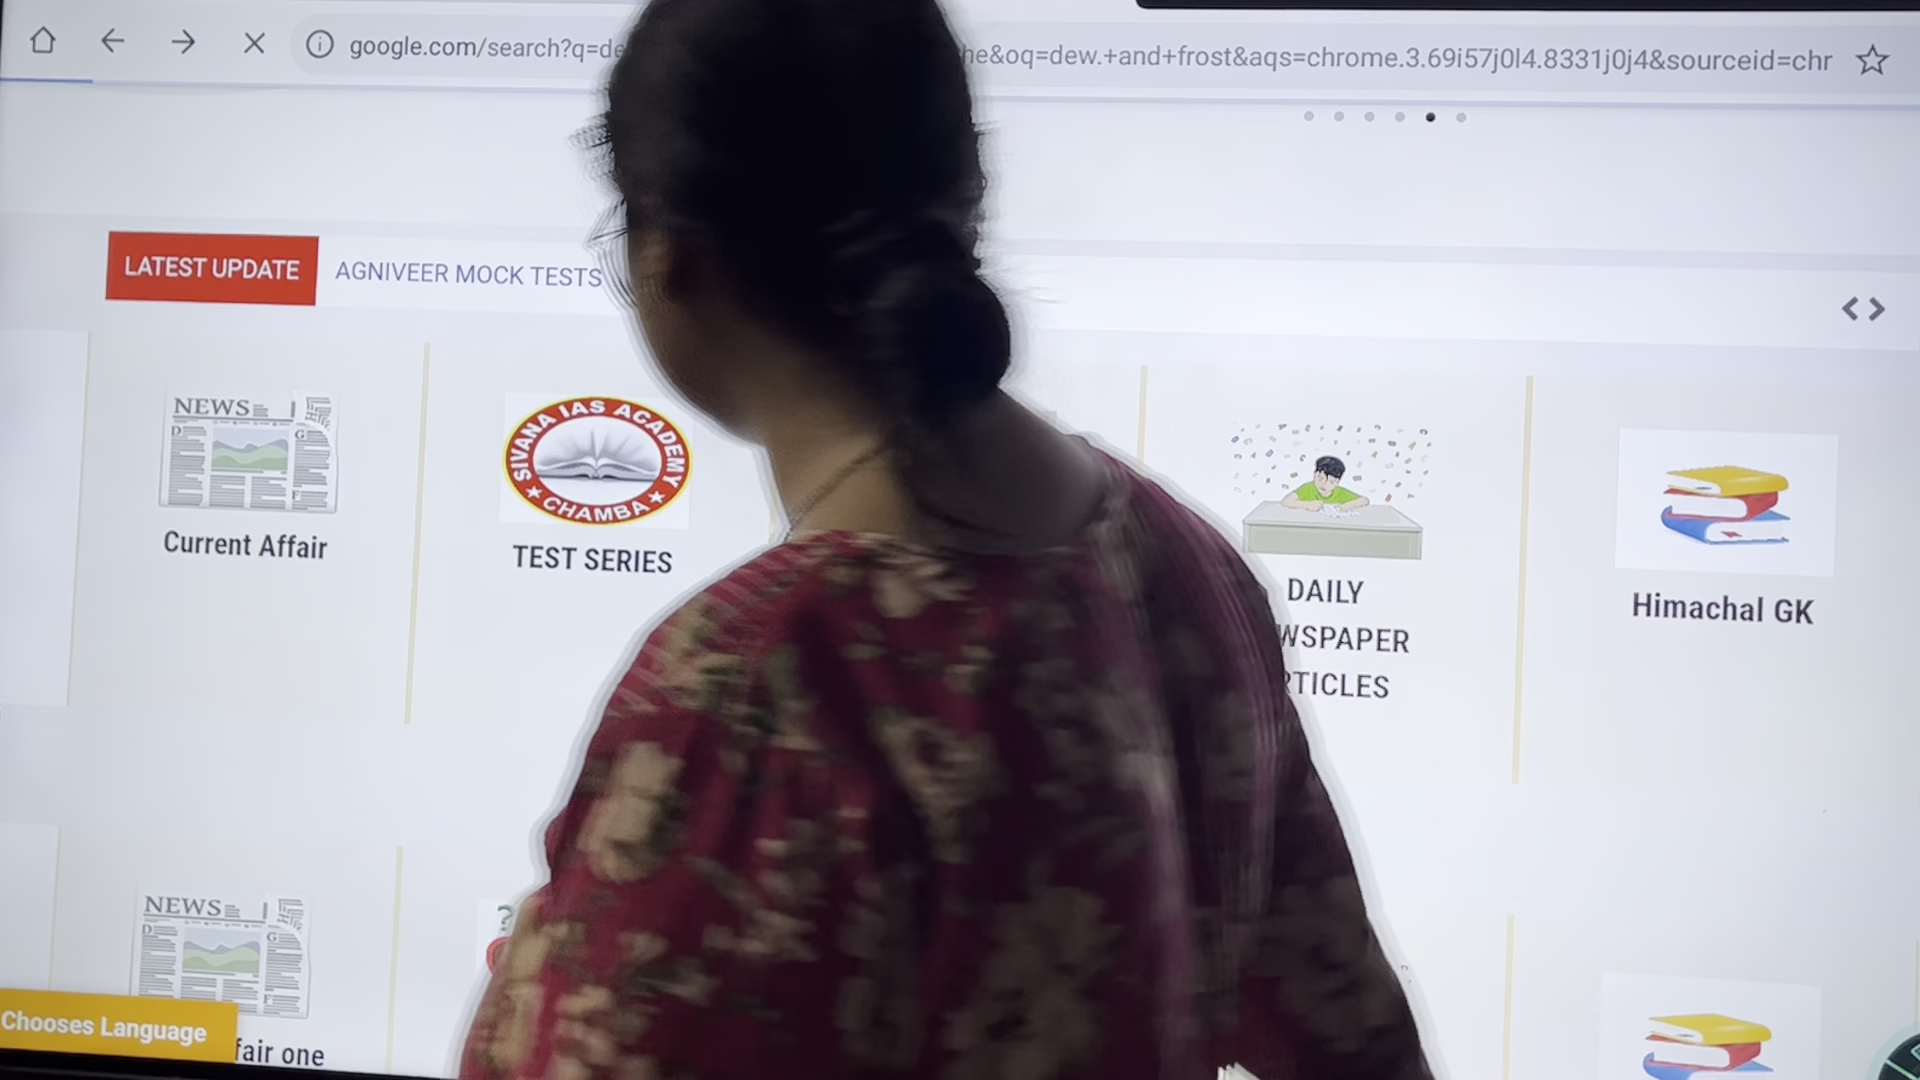 google.com/search?q=de
he&oq=dew.+and+frost&aqs=chrome.3.69i57j0l4.8331j0j4&sourceid=chr
LATEST UPDATE
AGNIVEER MOCK TESTS
NEWS
D
G
F
Current Affair
SIVANA IAS ACADEMY
★ CHAMBA ★
TEST SERIES
DAILY
WSPAPER
RTICLES
Himachal GK
NEWS
D
G
F
?
Chooses Language
fair one